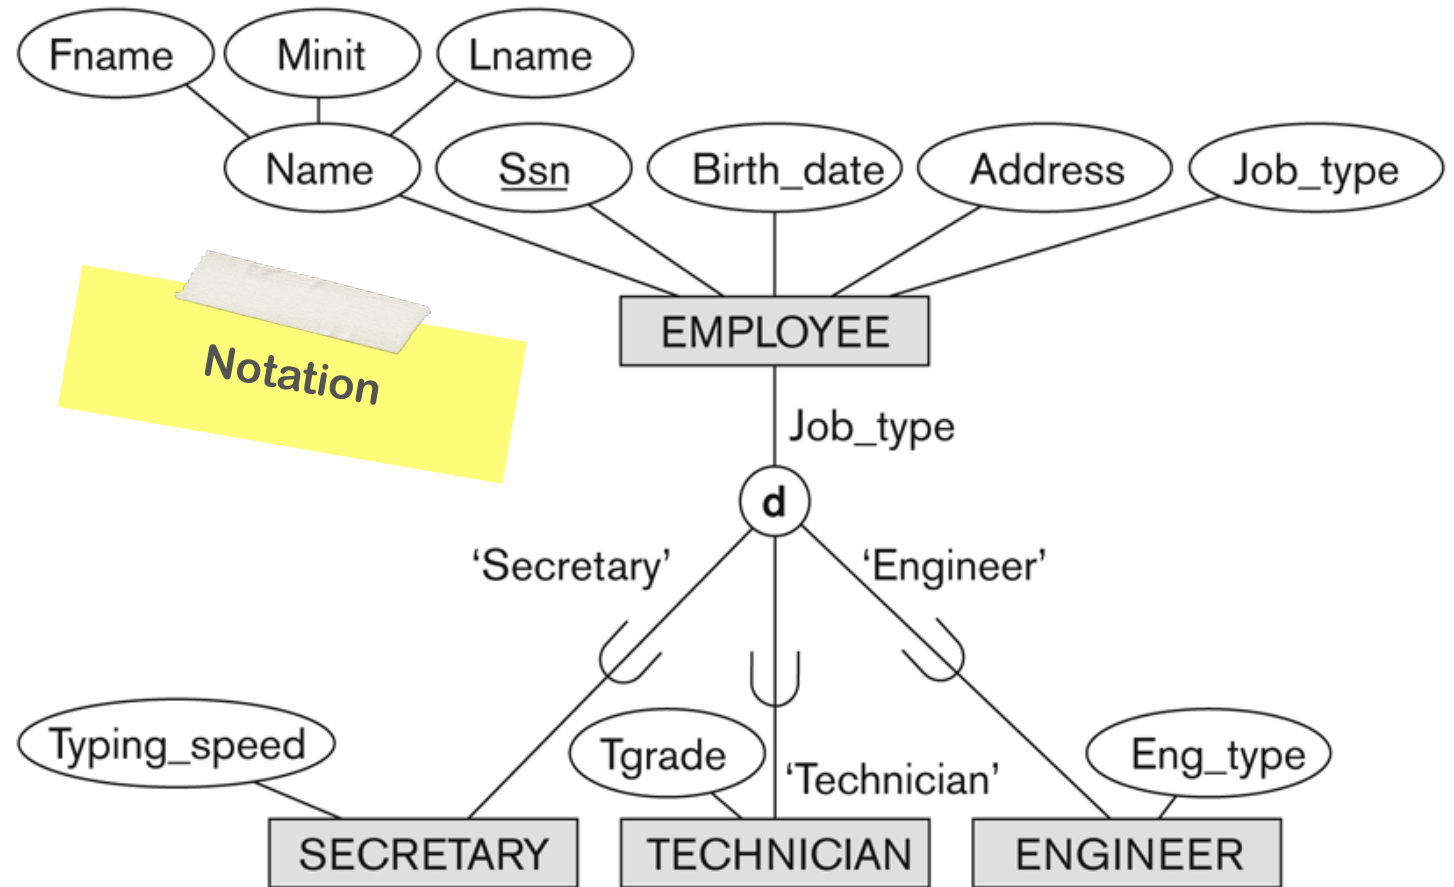 Fname
Minit
Lname
Name
Ssn
Birth_date
Address
Job_type
Notation
EMPLOYEE
Job_type
d
‘Secretary’
‘Engineer’
Typing_speed
Tgrade
‘Technician’
Eng_type
SECRETARY
TECHNICIAN
ENGINEER